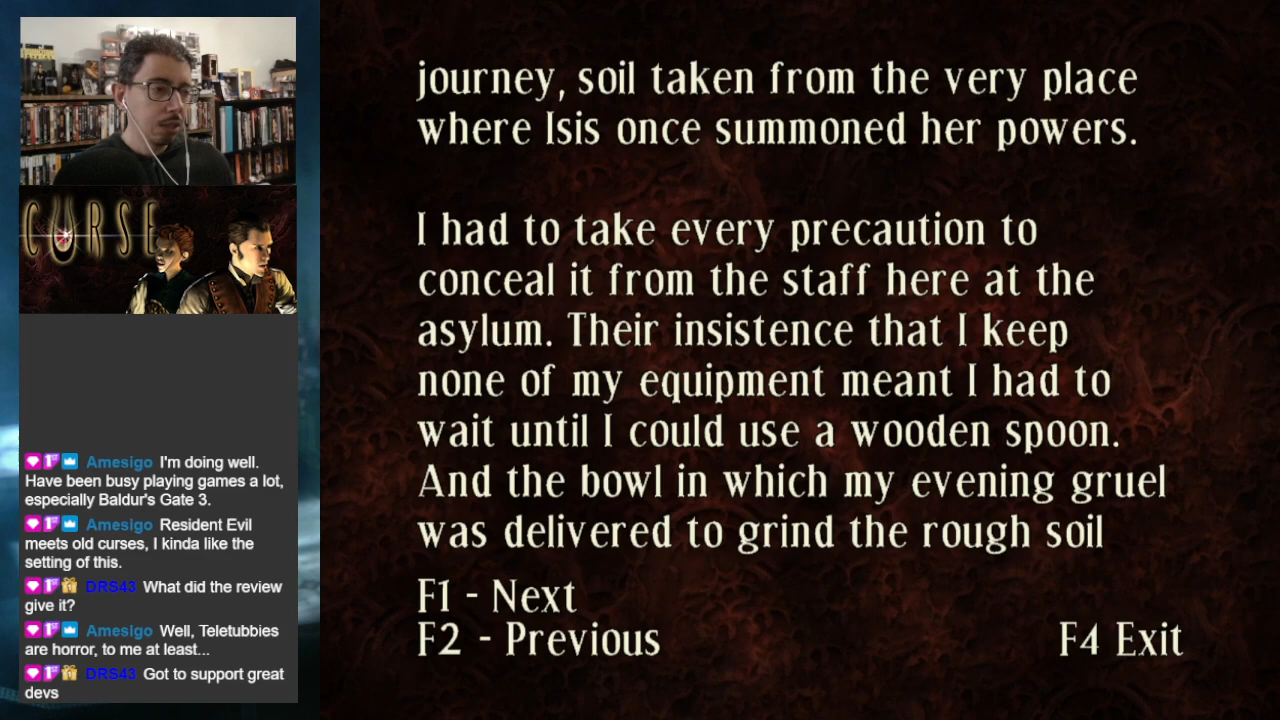 CURSE
Amesigo I'm doing well.
Have been busy playing games a lot,
especially Baldur's Gate 3.
Amesigo Resident Evil
meets old curses, I kinda like the
setting of this.
DRS43 What did the review
give it?
Amesigo Well, Teletubbies
are horror, to me at least...
DRS43 Got to support great
devs
journey, soil taken from the very place
where Isis once summoned her powers.
I had to take every precaution to
conceal it from the staff here at the
asylum. Their insistence that I keep
none of my equipment meant I had to
wait until I could use a wooden spoon.
And the bowl in which my evening gruel
was delivered to grind the rough soil
F1 - Next
F2 - Previous
F4 Exit